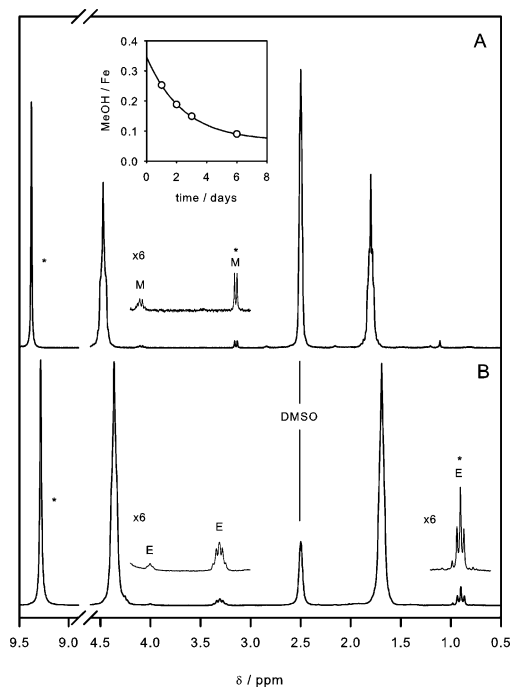 A
0.4
0.3
0.2
0.1
0.0
MeOH / Fe
0 2 4 6 8
time / days
*
x6
M
*
M
B
DMSO
*
x6
E
E
x6
*
E
9.5 9.0 4.5 4.0 3.5 3.0 2.5 2.0 1.5 1.0 0.5
δ / ppm